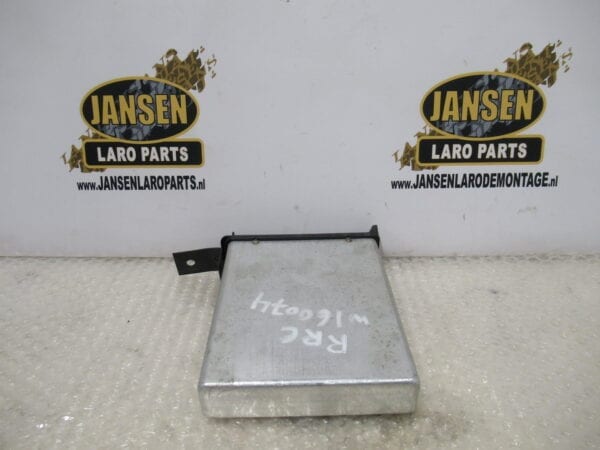 JANSEN
LARO PARTS
www.JANSENLAROPARTS.nl
JANSEN
LARO PARTS
www.JANSENLARODEMONTAGE.nl
RRC
W160074